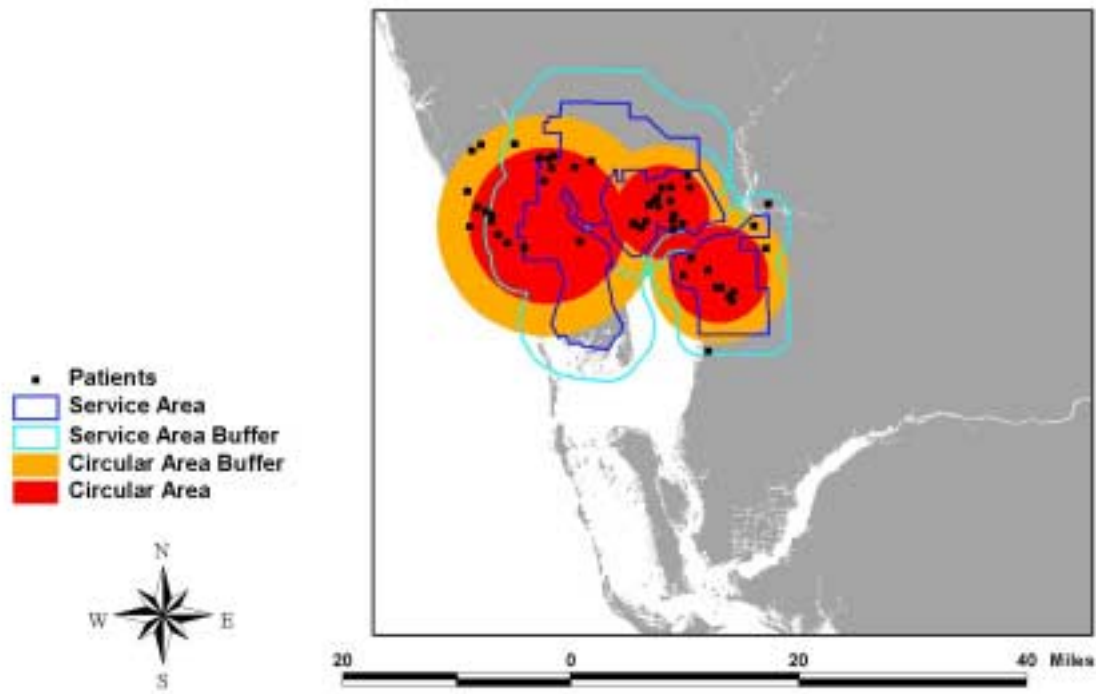 Patients
Service Area
Service Area Buffer
Circular Area Buffer
Circular Area
N
W E
S
20 0 20 40 Miles